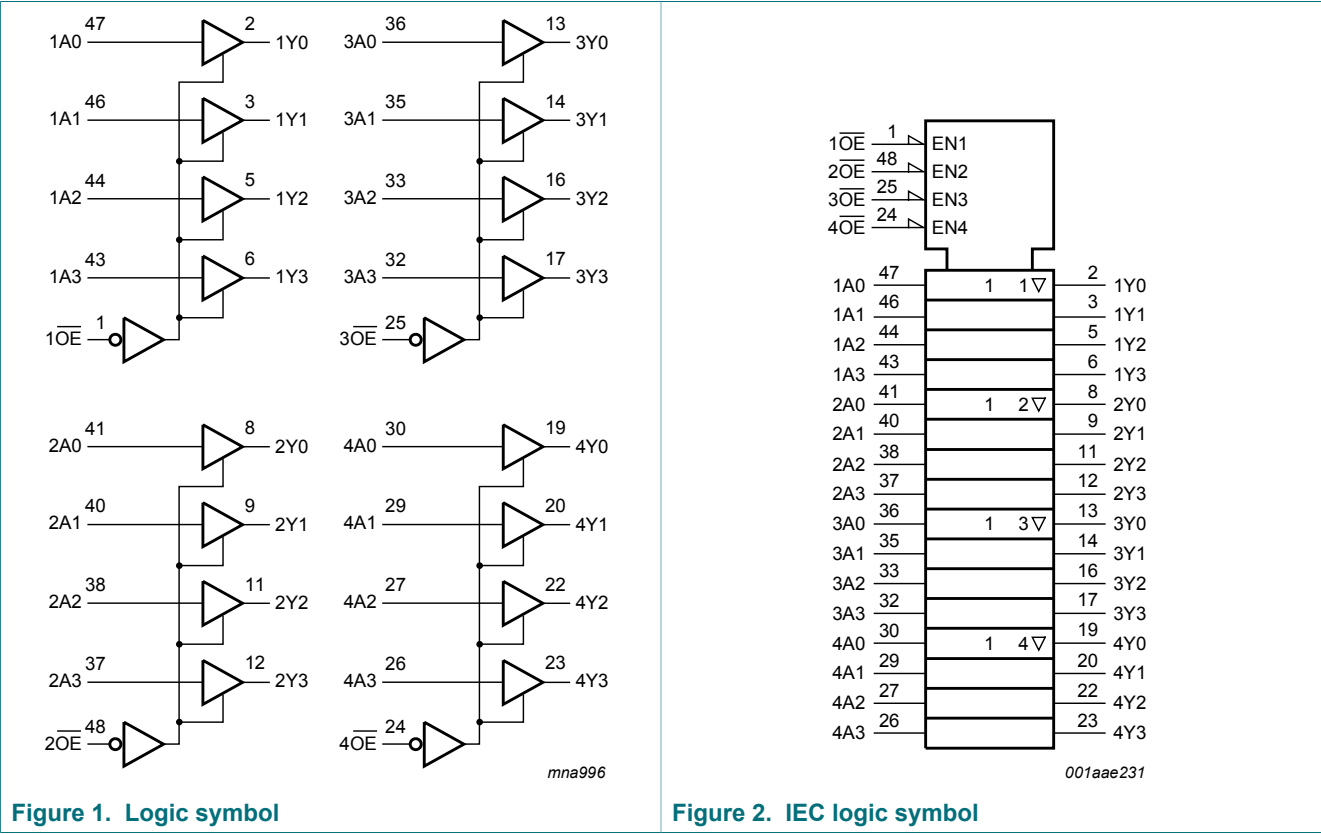 47 2 36 13
1A0 1Y0 3A0 3Y0
46 3 35 14
1A1 1Y1 3A1 3Y1
44 5 33 16
1A2 1Y2 3A2 3Y2
43 6 32 17
1A3 1Y3 3A3 3Y3
1 25
1O̅E̅ 3O̅E̅
41 8 30 19
2A0 2Y0 4A0 4Y0
40 9 29 20
2A1 2Y1 4A1 4Y1
38 11 27 22
2A2 2Y2 4A2 4Y2
37 12 26 23
2A3 2Y3 4A3 4Y3
48 24
2O̅E̅ 4O̅E̅
mna996
Figure 1. Logic symbol
1O̅E̅ 1 EN1
2O̅E̅ 48 EN2
3O̅E̅ 25 EN3
4O̅E̅ 24 EN4
1A0 47 1 1▽ 2 1Y0
1A1 46 3 1Y1
1A2 44 5 1Y2
1A3 43 6 1Y3
2A0 41 1 2▽ 8 2Y0
2A1 40 9 2Y1
2A2 38 11 2Y2
2A3 37 12 2Y3
3A0 36 1 3▽ 13 3Y0
3A1 35 14 3Y1
3A2 33 16 3Y2
3A3 32 17 3Y3
4A0 30 1 4▽ 19 4Y0
4A1 29 20 4Y1
4A2 27 22 4Y2
4A3 26 23 4Y3
001aae231
Figure 2. IEC logic symbol